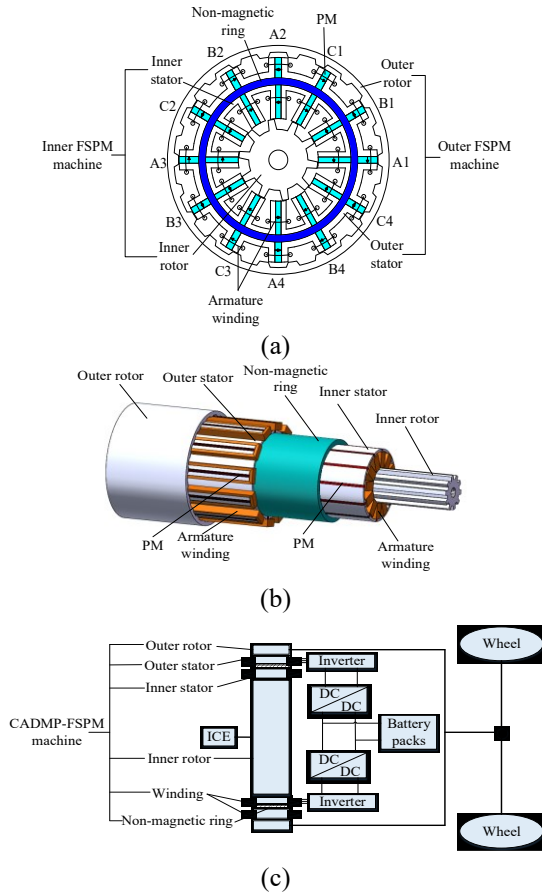 Non-magnetic
ring
PM
A2
B2
C1
Inner
stator
Outer
rotor
C2
B1
Inner FSPM
machine
A3
A1
Outer FSPM
machine
B3
C4
Inner
rotor
Outer
stator
C3
B4
A4
Armature
winding
(a)
Outer rotor
Outer stator
Non-magnetic
ring
Inner stator
Inner rotor
PM
Armature
winding
PM
Armature
winding
(b)
Outer rotor
Outer stator
Inner stator
CADMP-FSPM
machine
ICE
Inner rotor
Winding
Non-magnetic ring
Inverter
DC
DC
Battery
packs
DC
DC
Inverter
Wheel
Wheel
(c)